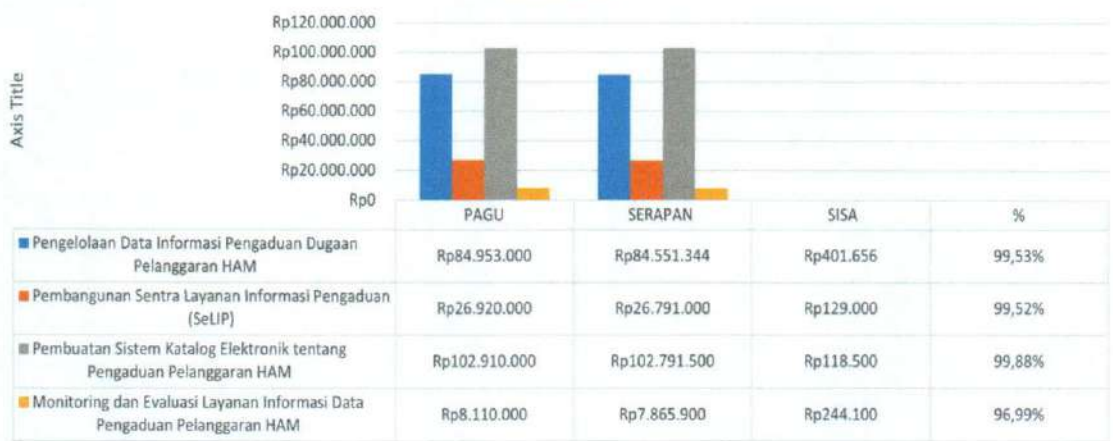 Rp120.000.000
Rp100.000.000
Rp80.000.000
Rp60.000.000
Rp40.000.000
Rp20.000.000
Rp0
Axis Title
PAGU SERAPAN SISA %
Pengelolaan Data Informasi Pengaduan Dugaan
Pelanggaran HAM
Rp84.953.000 Rp84.551.344 Rp401.656 99,53%
Pembangunan Sentra Layanan Informasi Pengaduan
(SeLIP)
Rp26.920.000 Rp26.791.000 Rp129.000 99,52%
Pembuatan Sistem Katalog Elektronik tentang
Pengaduan Pelanggaran HAM
Rp102.910.000 Rp102.791.500 Rp118.500 99,88%
Monitoring dan Evaluasi Layanan Informasi Data
Pengaduan Pelanggaran HAM
Rp8.110.000 Rp7.865.900 Rp244.100 96,99%